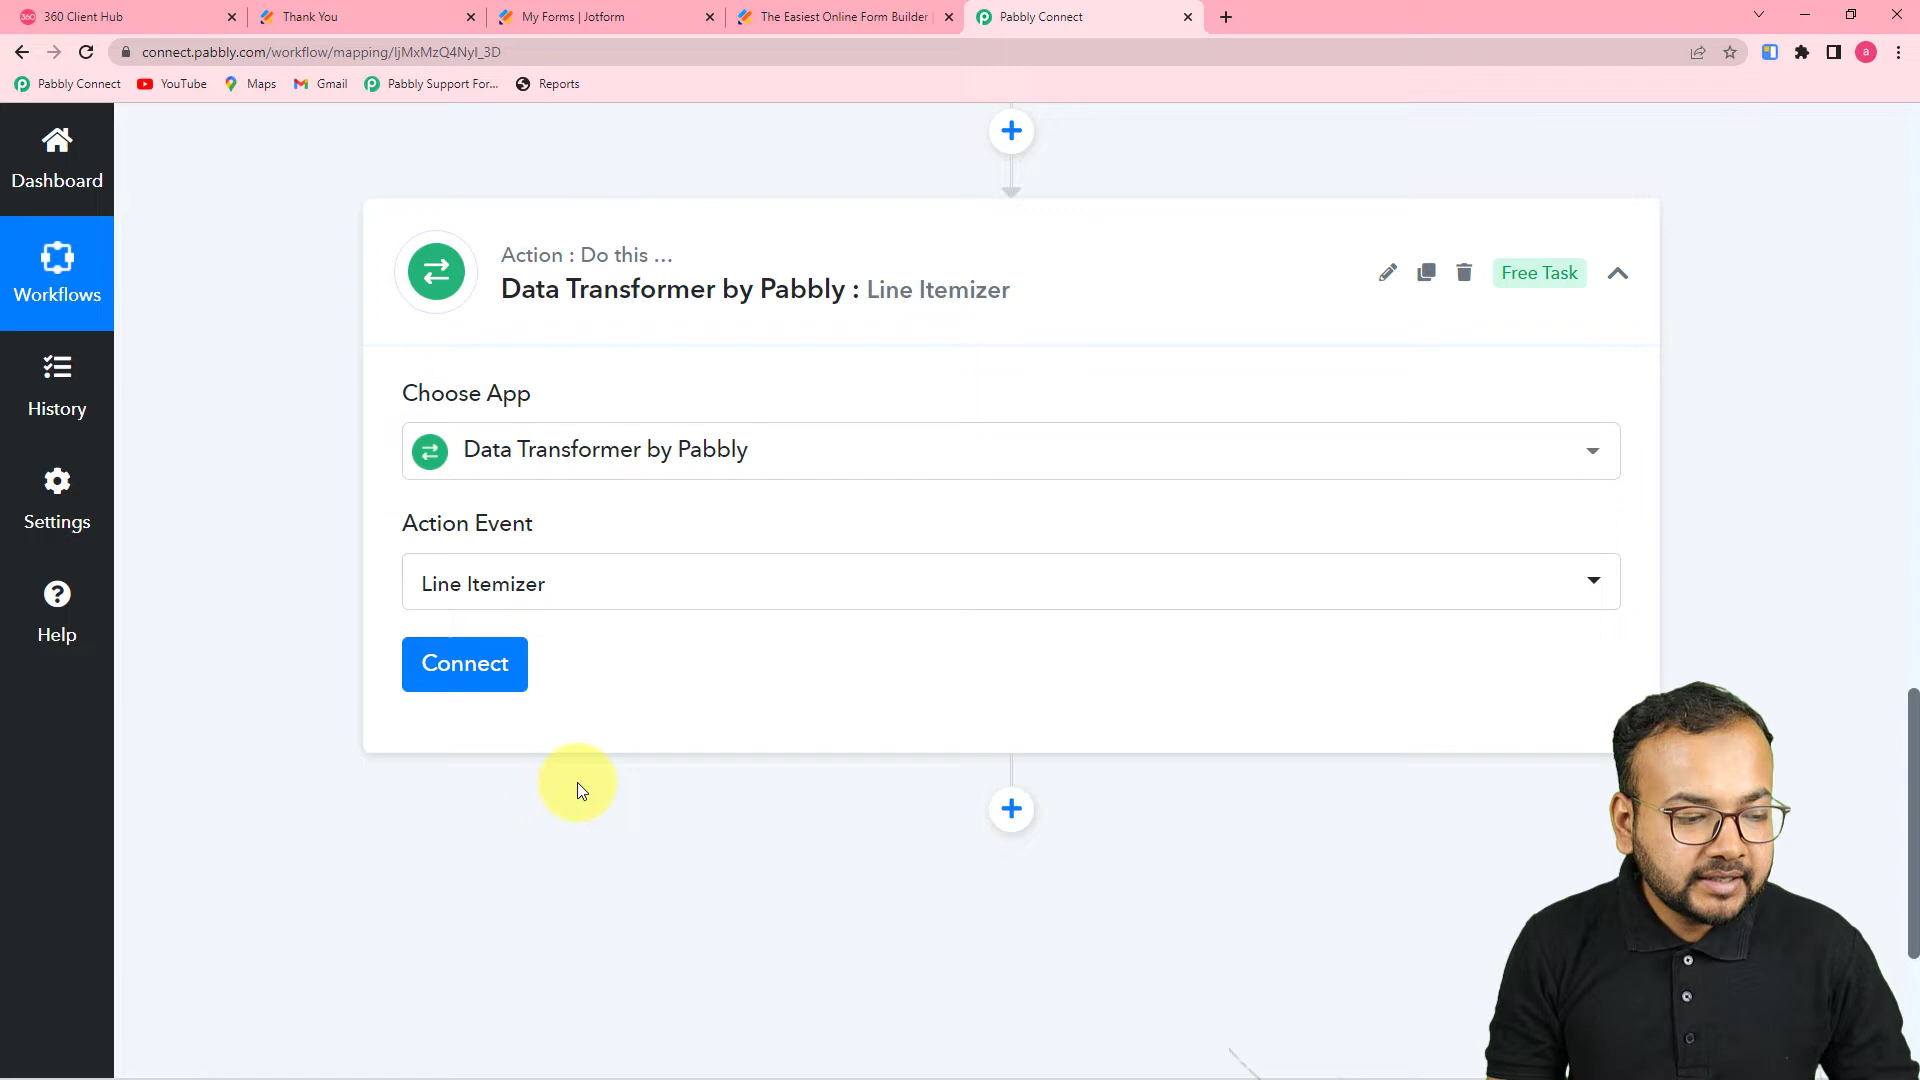 360 Client Hub
Thank You
My Forms | Jotform
The Easiest Online Form Builder
Pabbly Connect
connect.pabbly.com/workflow/mapping/IjMxMzQ4NyI_3D
a
Pabbly Connect
YouTube
Maps
Gmail
Pabbly Support For...
Reports
Dashboard
Workflows
History
Settings
Help
Action : Do this ...
Data Transformer by Pabbly : Line Itemizer
Free Task
Choose App
Data Transformer by Pabbly
Action Event
Line Itemizer
Connect